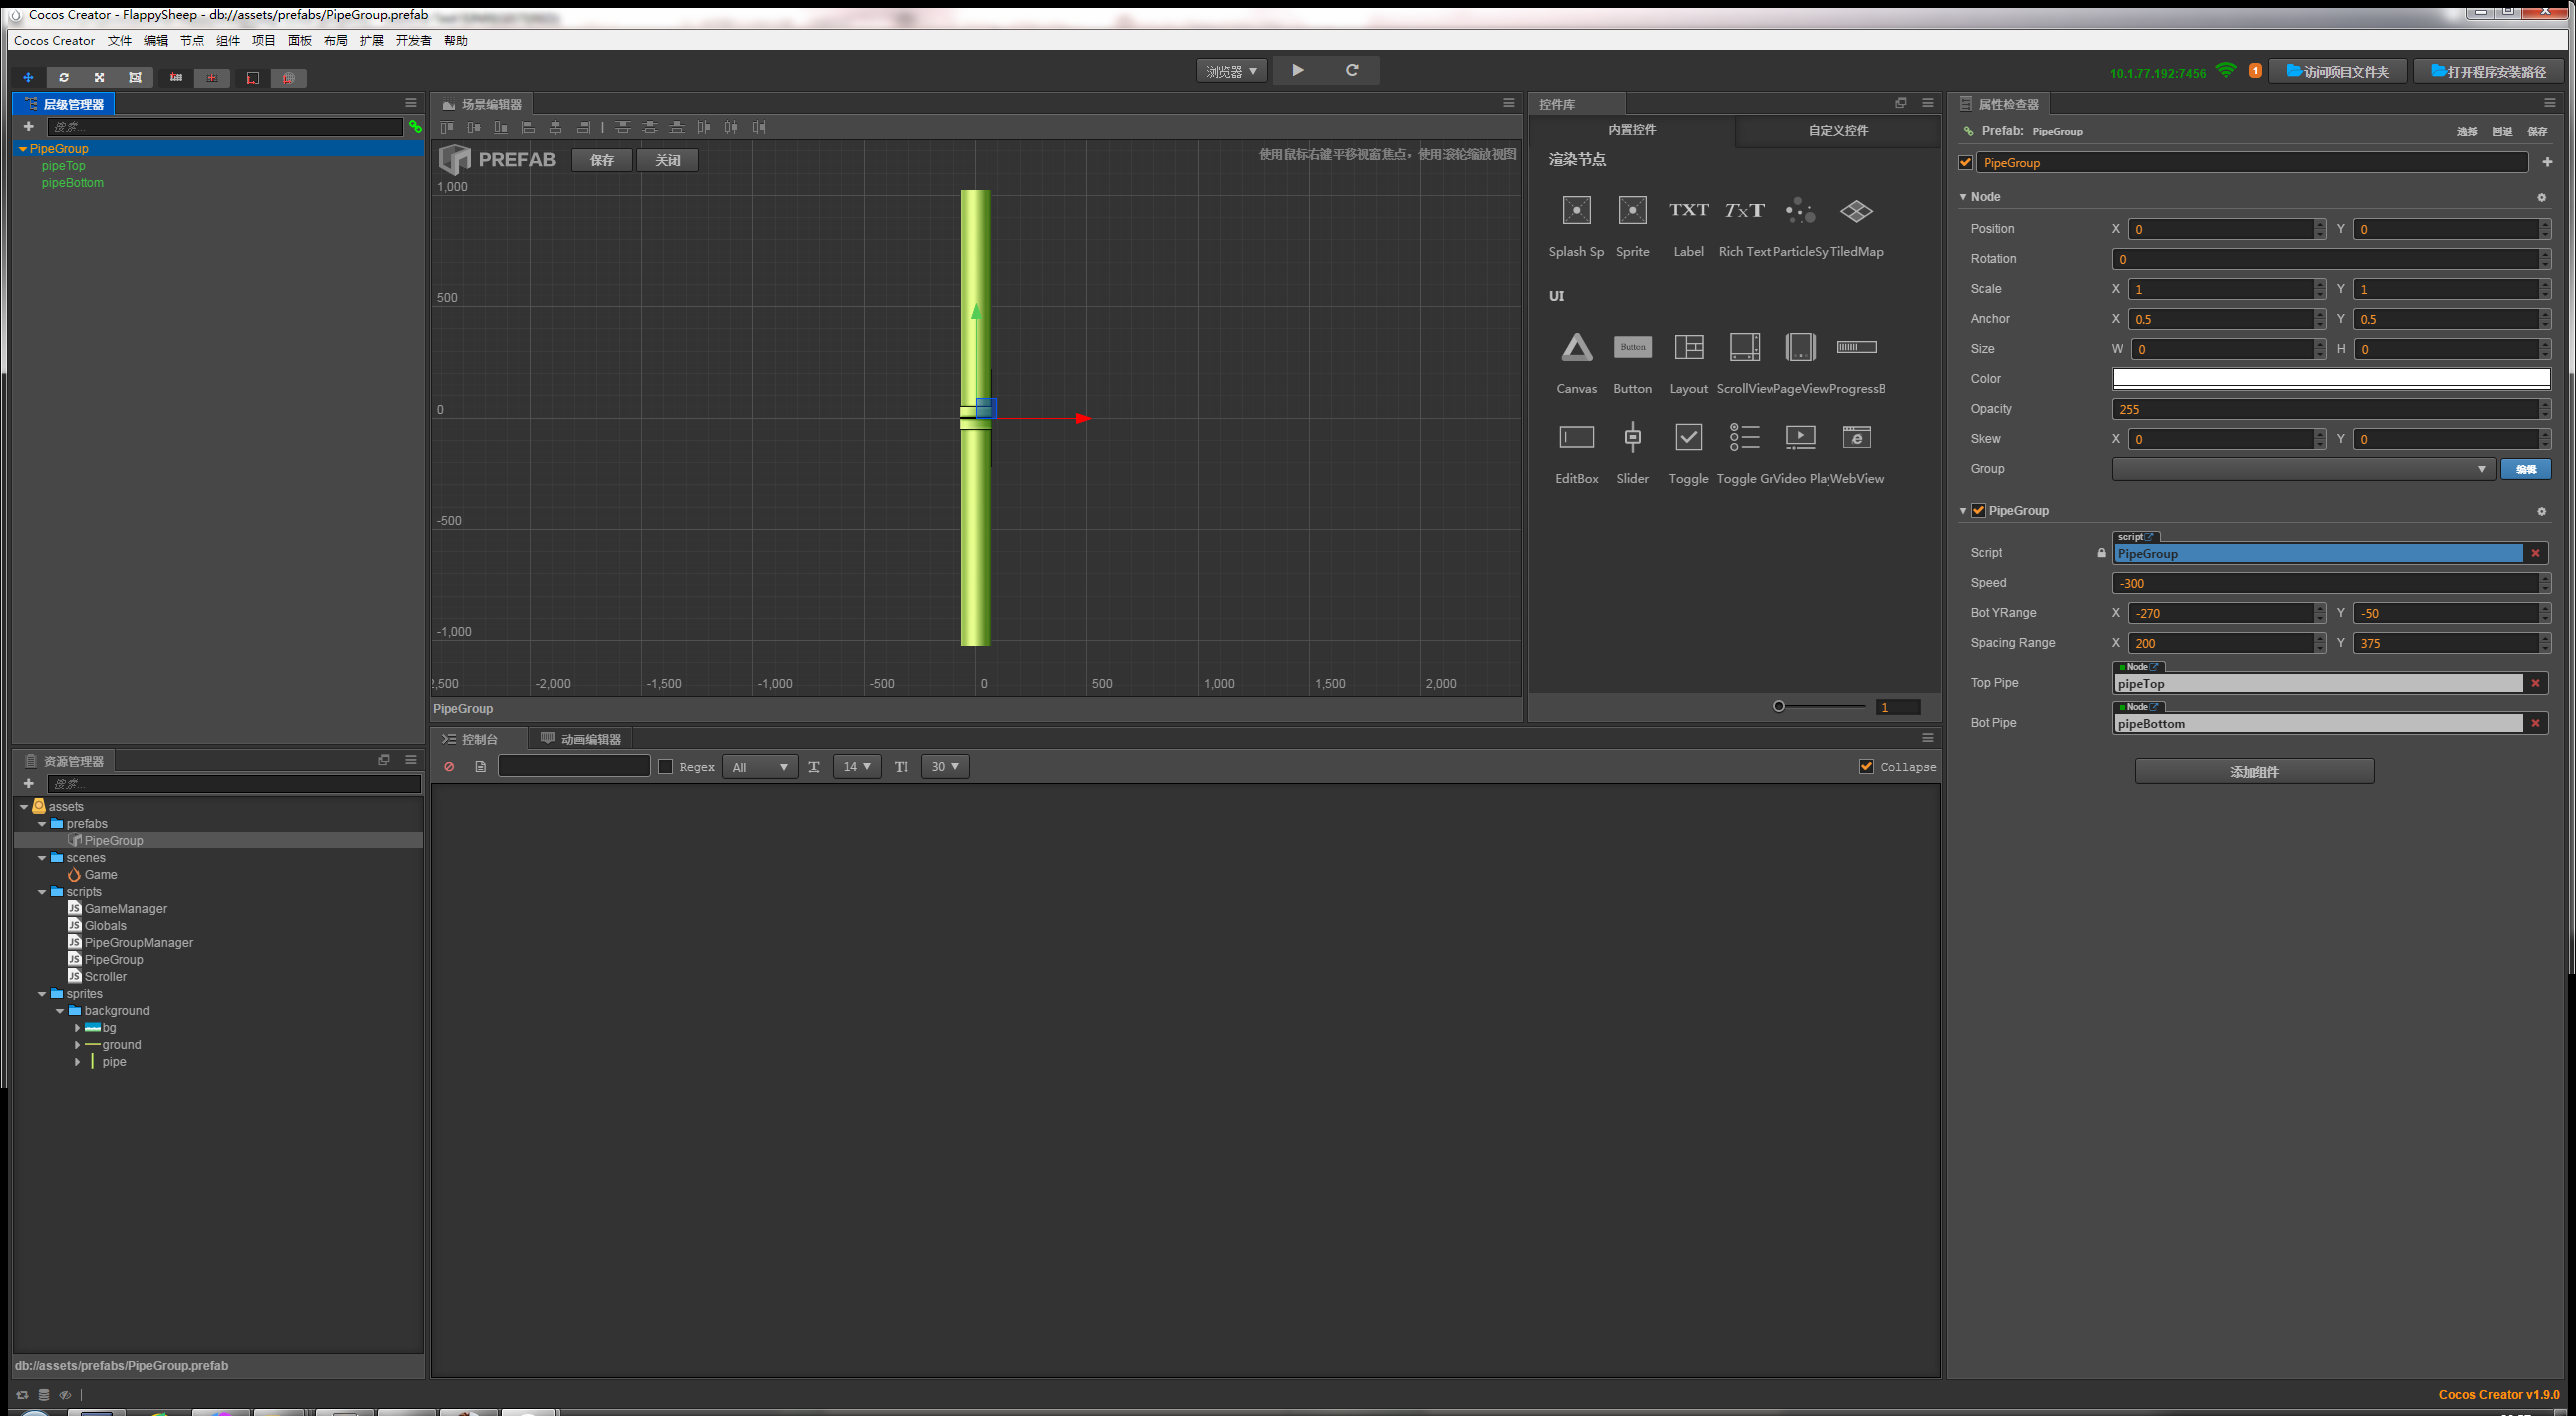 Cocos Creator - FlappySheep - db://assets/prefabs/PipeGroup.prefab
Cocos Creator 文件 编辑 节点 组件 项目 面板 布局 扩展 开发者 帮助
浏览器
10.1.77.192:7456 1 访问项目文件夹 打开程序安装路径
层级管理器
搜索...
PipeGroup
pipeTop
pipeBottom
场景编辑器
PREFAB 保存 关闭
使用鼠标右键平移视窗焦点，使用滚轮缩放视图
1,000
500
0
-500
-1,000
2,500 -2,000 -1,500 -1,000 -500 0 500 1,000 1,500 2,000
PipeGroup
控件库
内置控件 自定义控件
渲染节点
TXT TXT
Splash Sp Sprite Label Rich Text ParticleSy TiledMap
UI
Button
Canvas Button Layout ScrollView PageView ProgressB
EditBox Slider Toggle Toggle Gr Video Play WebView
1
属性检查器
Prefab: PipeGroup 选择 回退 保存
PipeGroup
Node
Position X 0 Y 0
Rotation 0
Scale X 1 Y 1
Anchor X 0.5 Y 0.5
Size W 0 H 0
Color
Opacity 255
Skew X 0 Y 0
Group 编辑
PipeGroup
script
Script PipeGroup
Speed -300
Bot YRange X -270 Y -50
Spacing Range X 200 Y 375
Node
Top Pipe pipeTop
Node
Bot Pipe pipeBottom
添加组件
资源管理器
搜索...
assets
prefabs
PipeGroup
scenes
Game
scripts
JS GameManager
JS Globals
JS PipeGroupManager
JS PipeGroup
JS Scroller
sprites
background
bg
ground
pipe
db://assets/prefabs/PipeGroup.prefab
控制台 动画编辑器
Regex All 14 30 Collapse
Cocos Creator v1.9.0